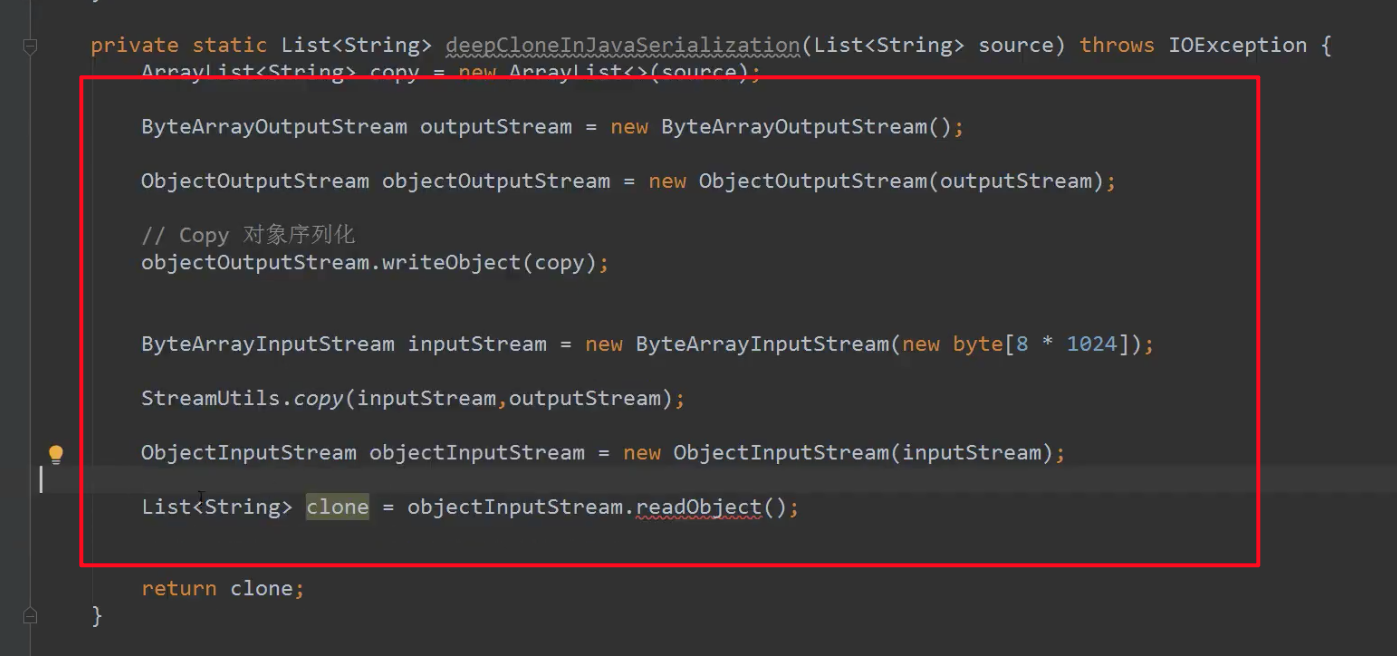 private static List<String> deepCloneInJavaSerialization(List<String> source) throws IOException {
ArrayList<String> copy = new ArrayList<>(source);
ByteArrayOutputStream outputStream = new ByteArrayOutputStream();
ObjectOutputStream objectOutputStream = new ObjectOutputStream(outputStream);
// Copy 对象序列化
objectOutputStream.writeObject(copy);
ByteArrayInputStream inputStream = new ByteArrayInputStream(new byte[8 * 1024]);
StreamUtils.copy(inputStream,outputStream);
ObjectInputStream objectInputStream = new ObjectInputStream(inputStream);
List<String> clone = objectInputStream.readObject();
return clone;
}